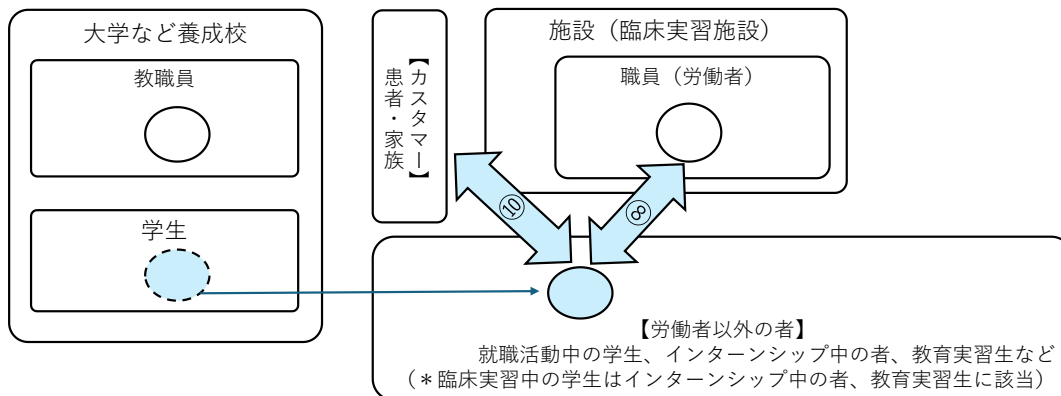 大学など養成校
教職員
学生
【カスタマー】
患者・家族
施設（臨床実習施設）
職員（労働者）
⑩
⑧
【労働者以外の者】
就職活動中の学生、インターンシップ中の者、教育実習生など
（＊臨床実習中の学生はインターンシップ中の者、教育実習生に該当）